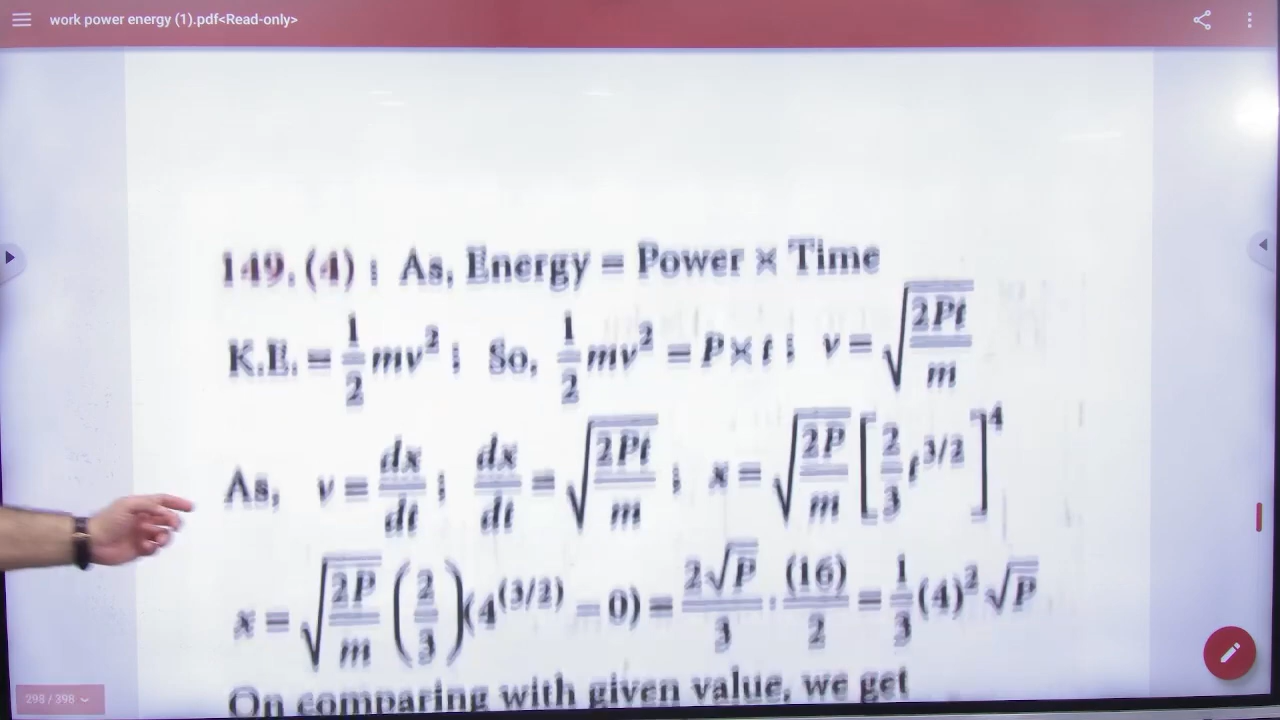 work power energy (1).pdf<Read-only>
149. (4) : As, Energy = Power × Time
K.E. = 1/2 mv² ; So, 1/2 mv² = P × t ; v = √(2Pt/m)
As, v = dx/dt ; dx/dt = √(2Pt/m) ; x = √(2P/m) [2/3 t^(3/2)]^4
x = √(2P/m) (2/3)(4^(3/2) − 0) = 2√P/3 · (16)/2 = 1/3 (4)² √P
On comparing with given value, we get
298 / 398